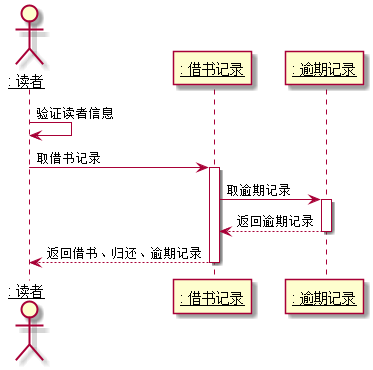 : 读者
: 借书记录
: 逾期记录
验证读者信息
取借书记录
取逾期记录
返回逾期记录
返回借书、归还、逾期记录
: 读者
: 借书记录
: 逾期记录